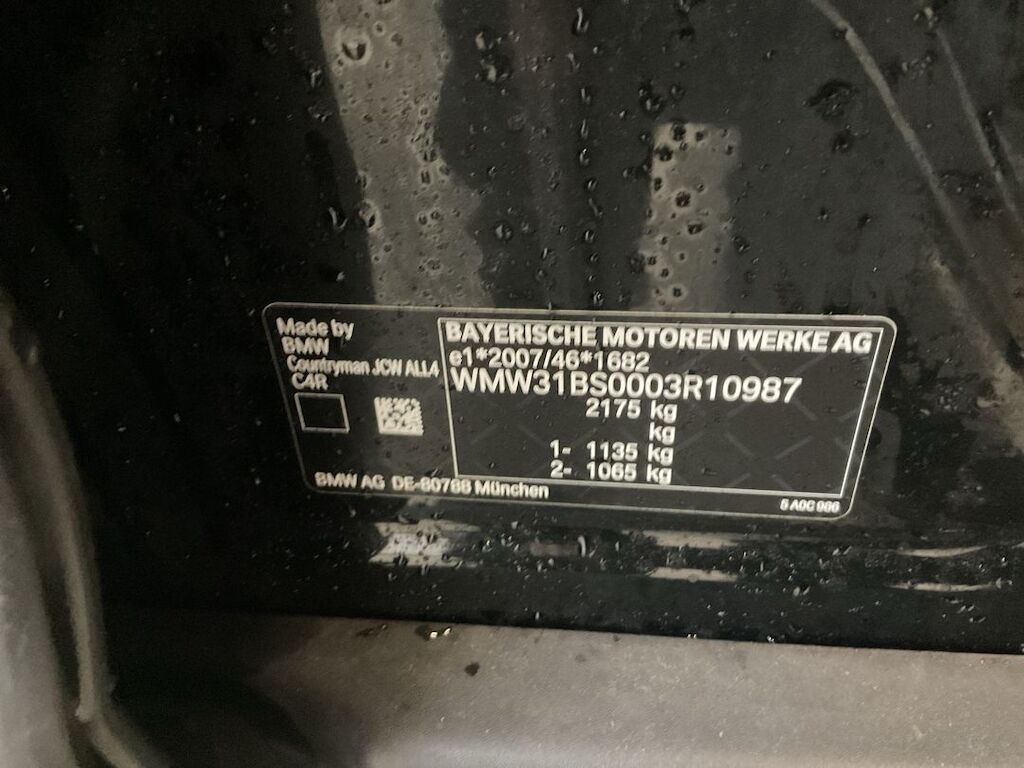 Made by
BMW
Countryman JCW ALL4
C4R
BAYERISCHE MOTOREN WERKE AG
e1*2007/46*1682
WMW31BS0003R10987
2175 kg
kg
1- 1135 kg
2- 1065 kg
BMW AG DE-80788 München